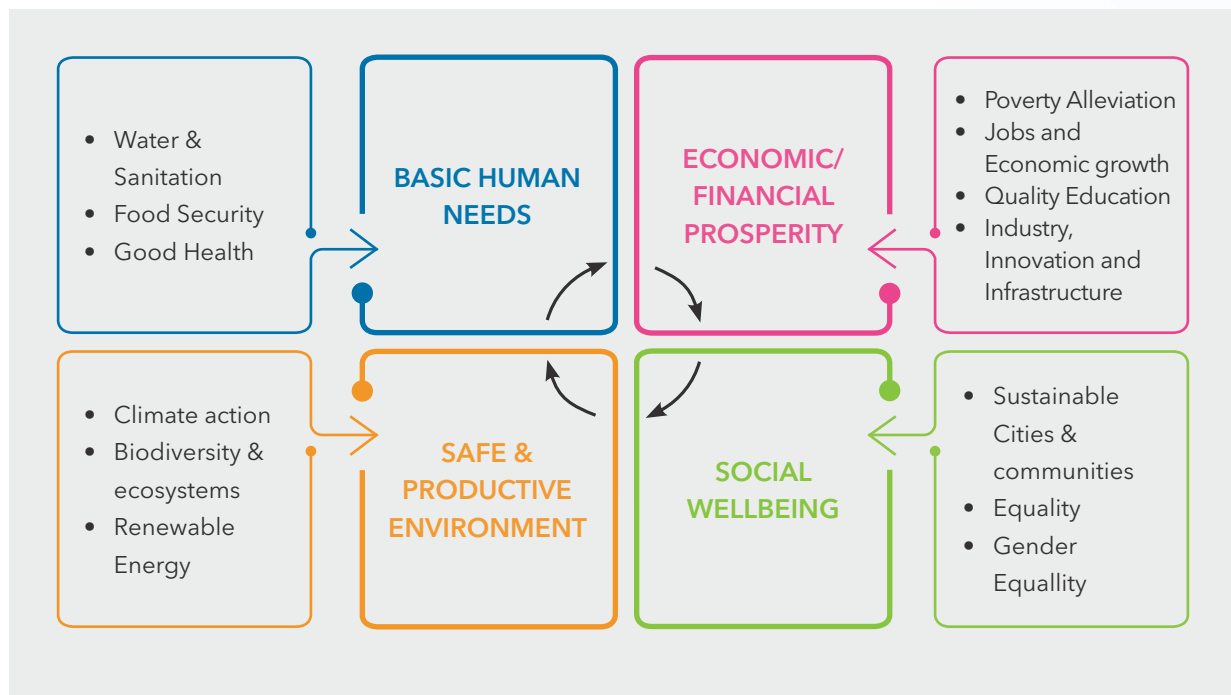 • Water &
Sanitation
• Food Security
• Good Health
BASIC HUMAN
NEEDS
ECONOMIC/
FINANCIAL
PROSPERITY
• Poverty Alleviation
• Jobs and
Economic growth
• Quality Education
• Industry,
Innovation and
Infrastructure
• Climate action
• Biodiversity &
ecosystems
• Renewable
Energy
SAFE &
PRODUCTIVE
ENVIRONMENT
SOCIAL
WELLBEING
• Sustainable
Cities &
communities
• Equality
• Gender
Equallity